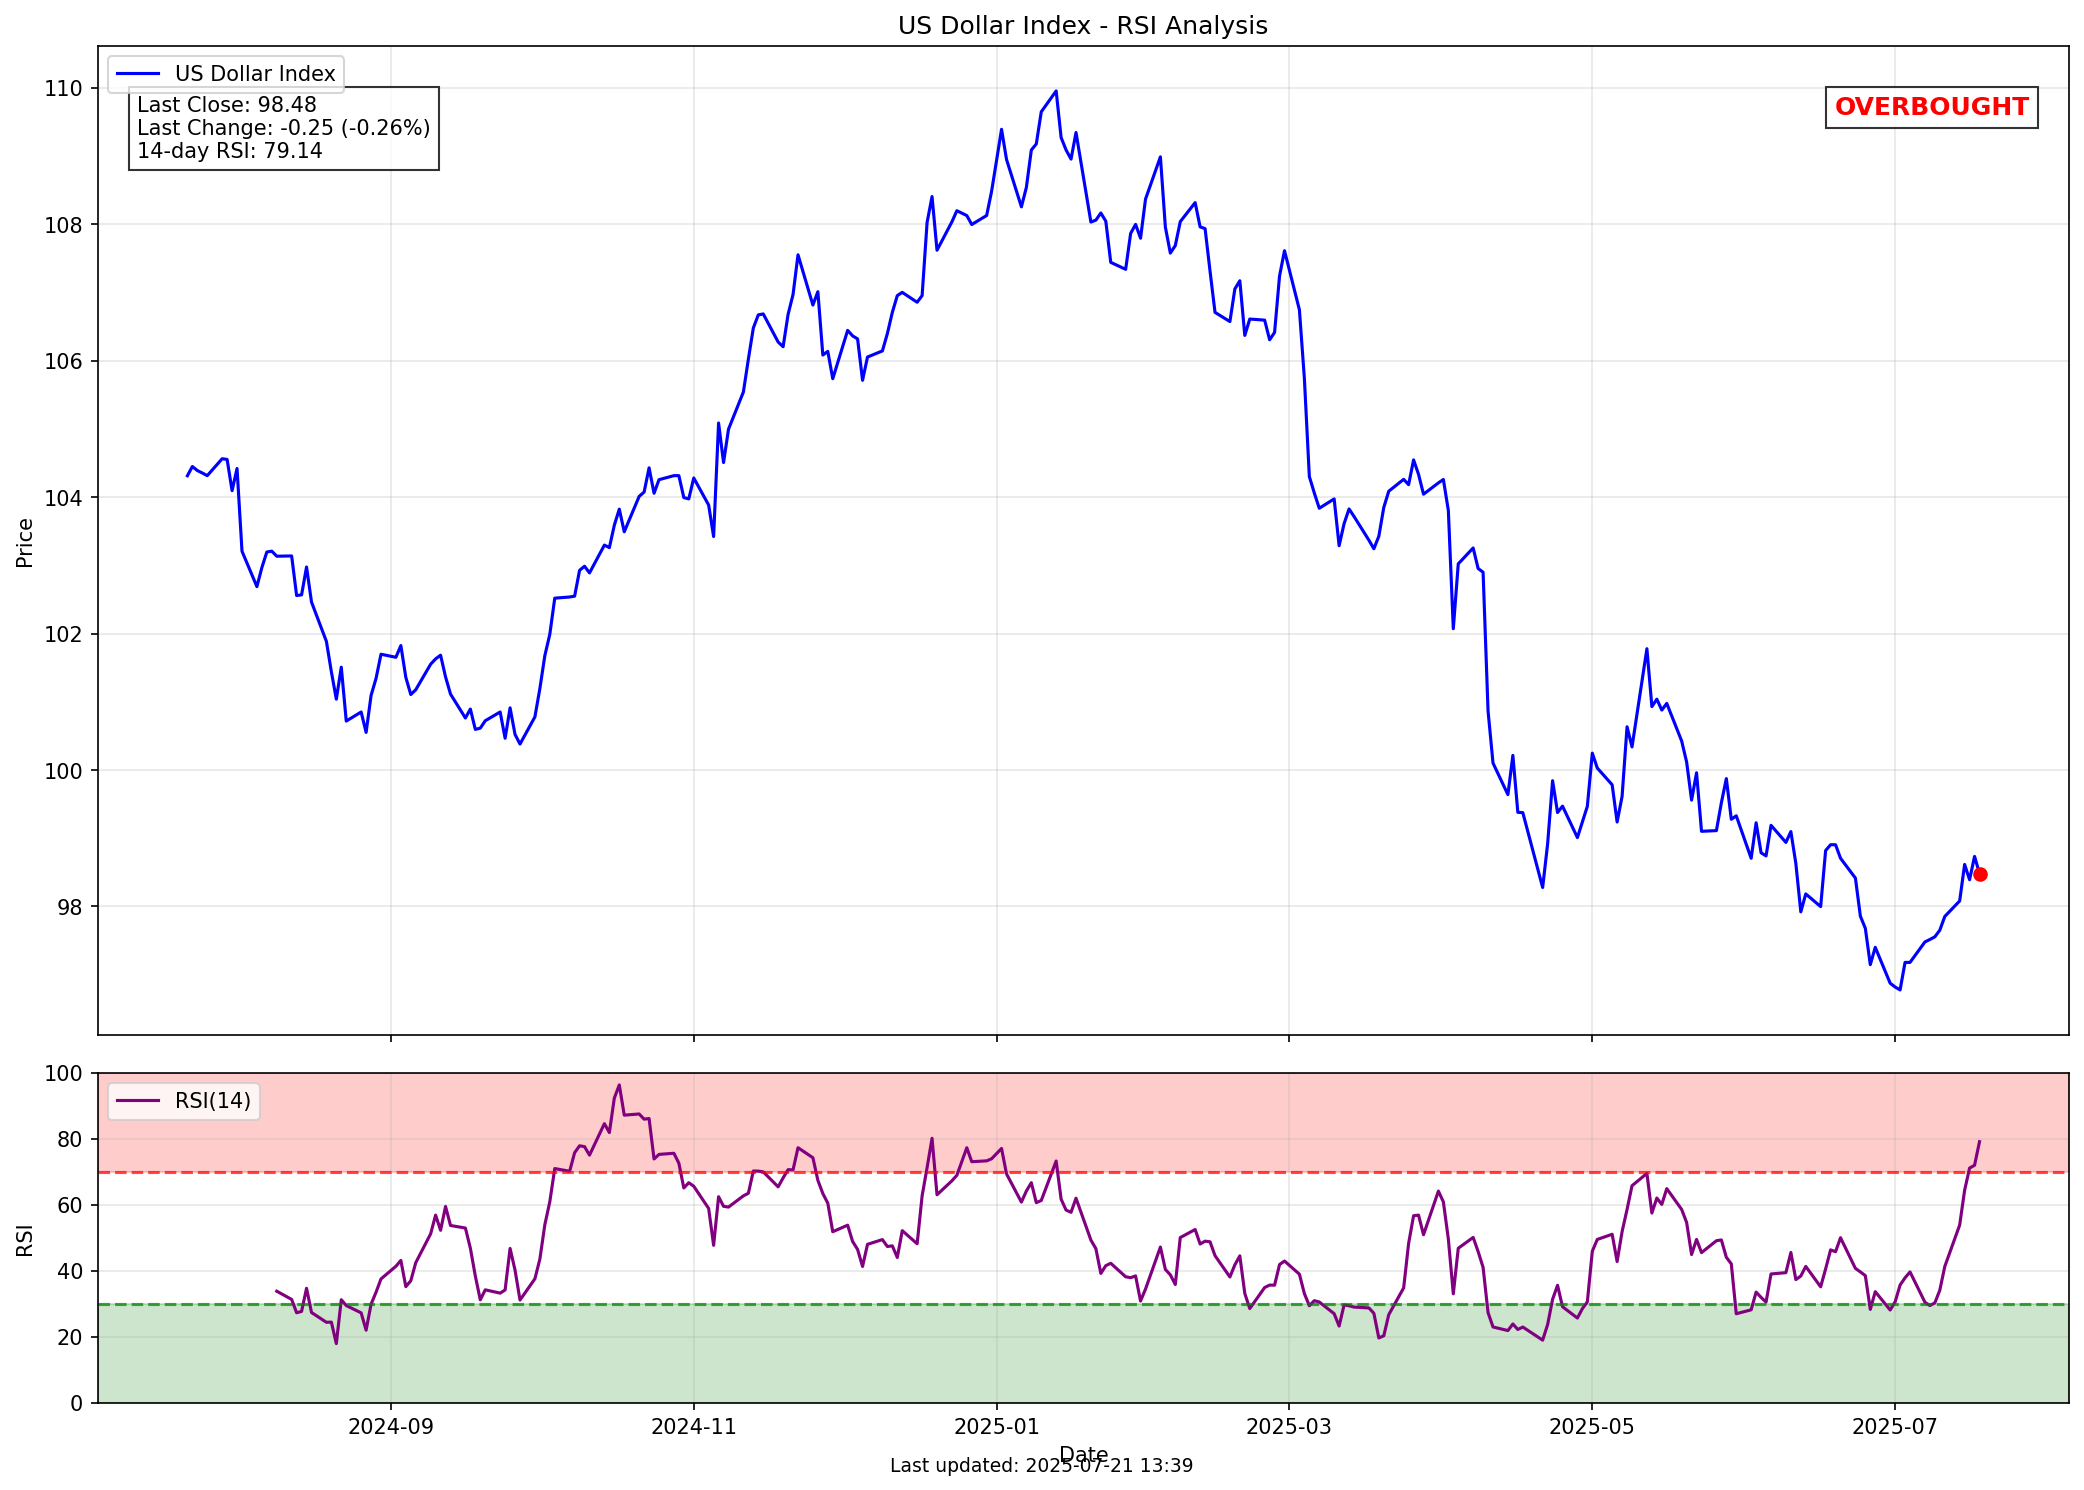 US Dollar Index - RSI Analysis
US Dollar Index
Last Close: 98.48
Last Change: -0.25 (-0.26%)
14-day RSI: 79.14
OVERBOUGHT
Price
110
108
106
104
102
100
98
RSI(14)
RSI
100
80
60
40
20
0
2024-09 2024-11 2025-01 2025-03 2025-05 2025-07
Date
Last updated: 2025-07-21 13:39